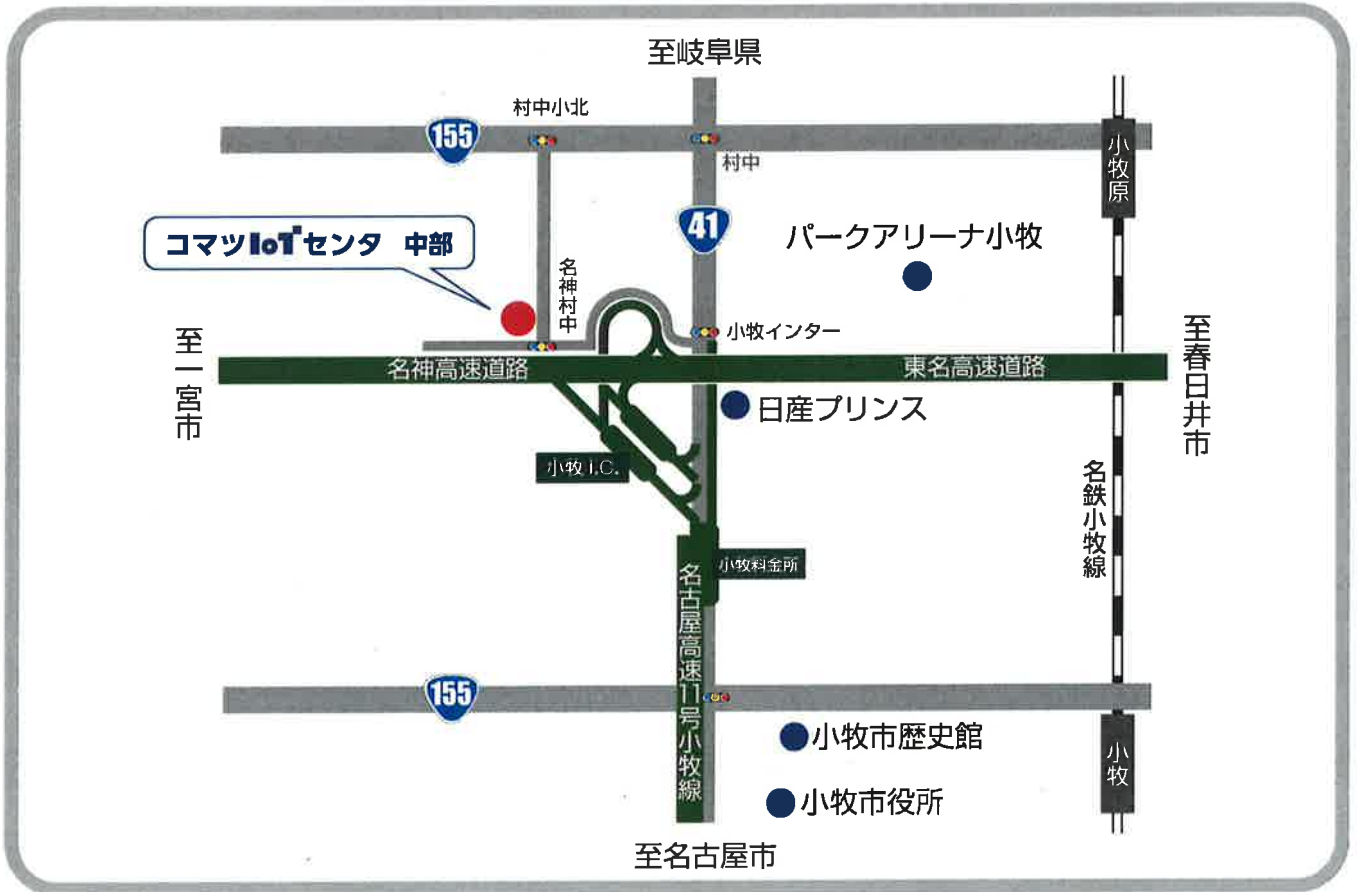 至岐阜県
村中小北
155
村中
小牧原
41
コマツIoTセンタ 中部
パークアリーナ小牧
名神村中
小牧インター
至一宮市
至春日井市
名神高速道路
東名高速道路
日産プリンス
小牧 I.C.
名鉄小牧線
小牧料金所
名古屋高速11号小牧線
155
小牧市歴史館
小牧
小牧市役所
至名古屋市